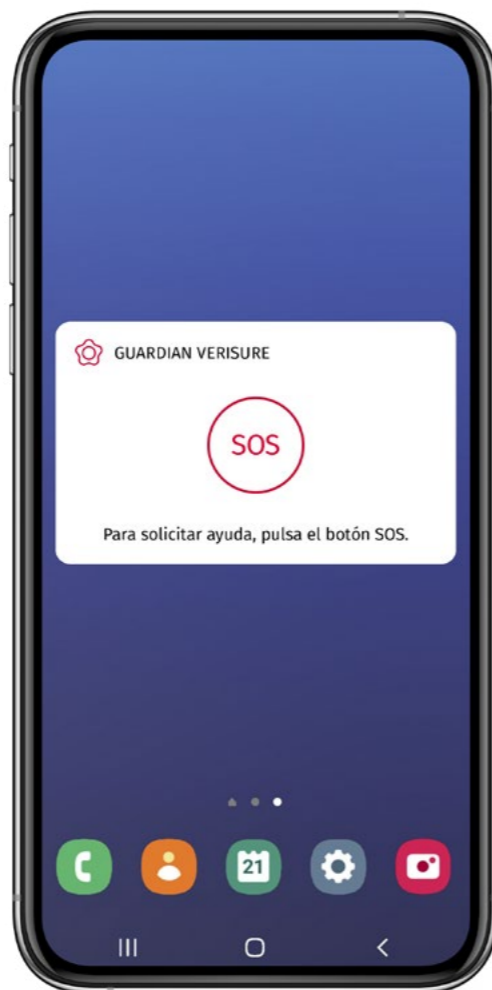 GUARDIAN VERISURE
SOS
Para solicitar ayuda, pulsa el botón SOS.
21